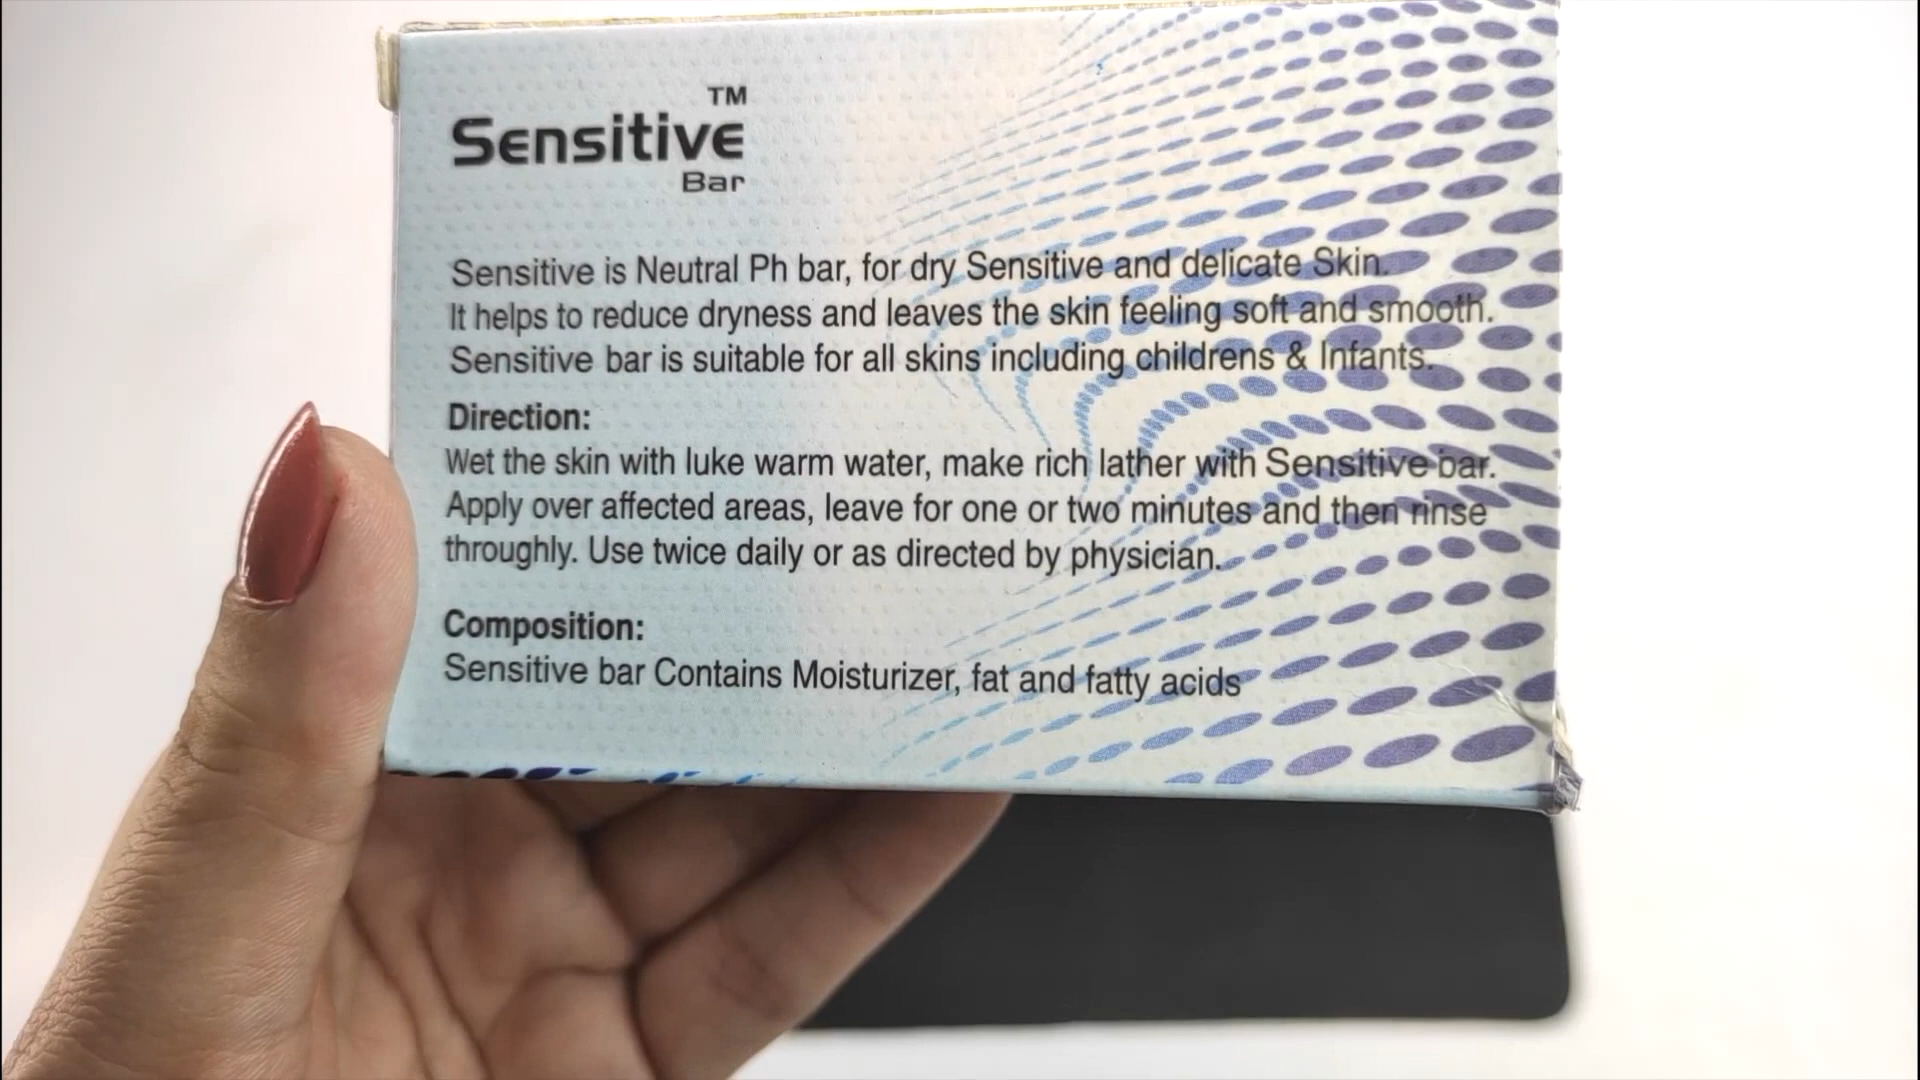 TM
Sensitive
Bar
Sensitive is Neutral Ph bar, for dry Sensitive and delicate Skin.
It helps to reduce dryness and leaves the skin feeling soft and smooth.
Sensitive bar is suitable for all skins including childrens & Infants.
Direction:
Wet the skin with luke warm water, make rich lather with Sensitive bar.
Apply over affected areas, leave for one or two minutes and then rinse
throughly. Use twice daily or as directed by physician.
Composition:
Sensitive bar Contains Moisturizer, fat and fatty acids